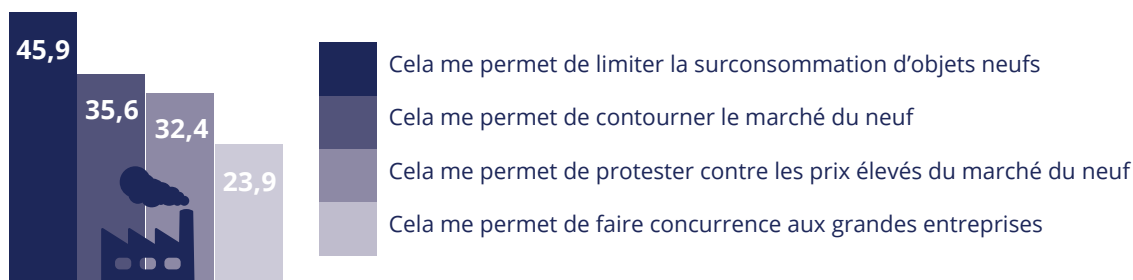 45,9
35,6
32,4
23,9
Cela me permet de limiter la surconsommation d’objets neufs
Cela me permet de contourner le marché du neuf
Cela me permet de protester contre les prix élevés du marché du neuf
Cela me permet de faire concurrence aux grandes entreprises